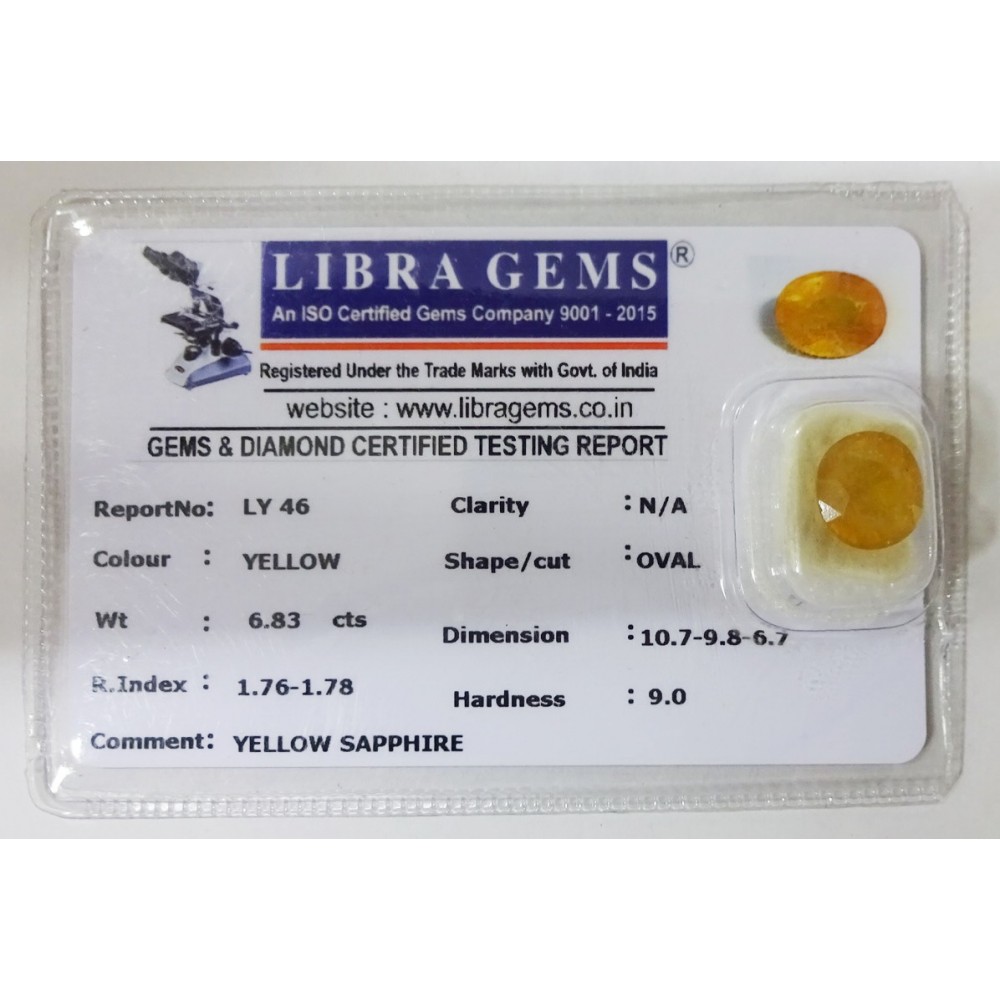 LIBRA GEMS®
An ISO Certified Gems Company 9001 - 2015
Registered Under the Trade Marks with Govt. of India
website : www.libragems.co.in
GEMS & DIAMOND CERTIFIED TESTING REPORT
ReportNo: LY 46 Clarity : N/A
Colour : YELLOW Shape/cut : OVAL
Wt : 6.83 cts Dimension : 10.7-9.8-6.7
R.Index : 1.76-1.78 Hardness : 9.0
Comment: YELLOW SAPPHIRE